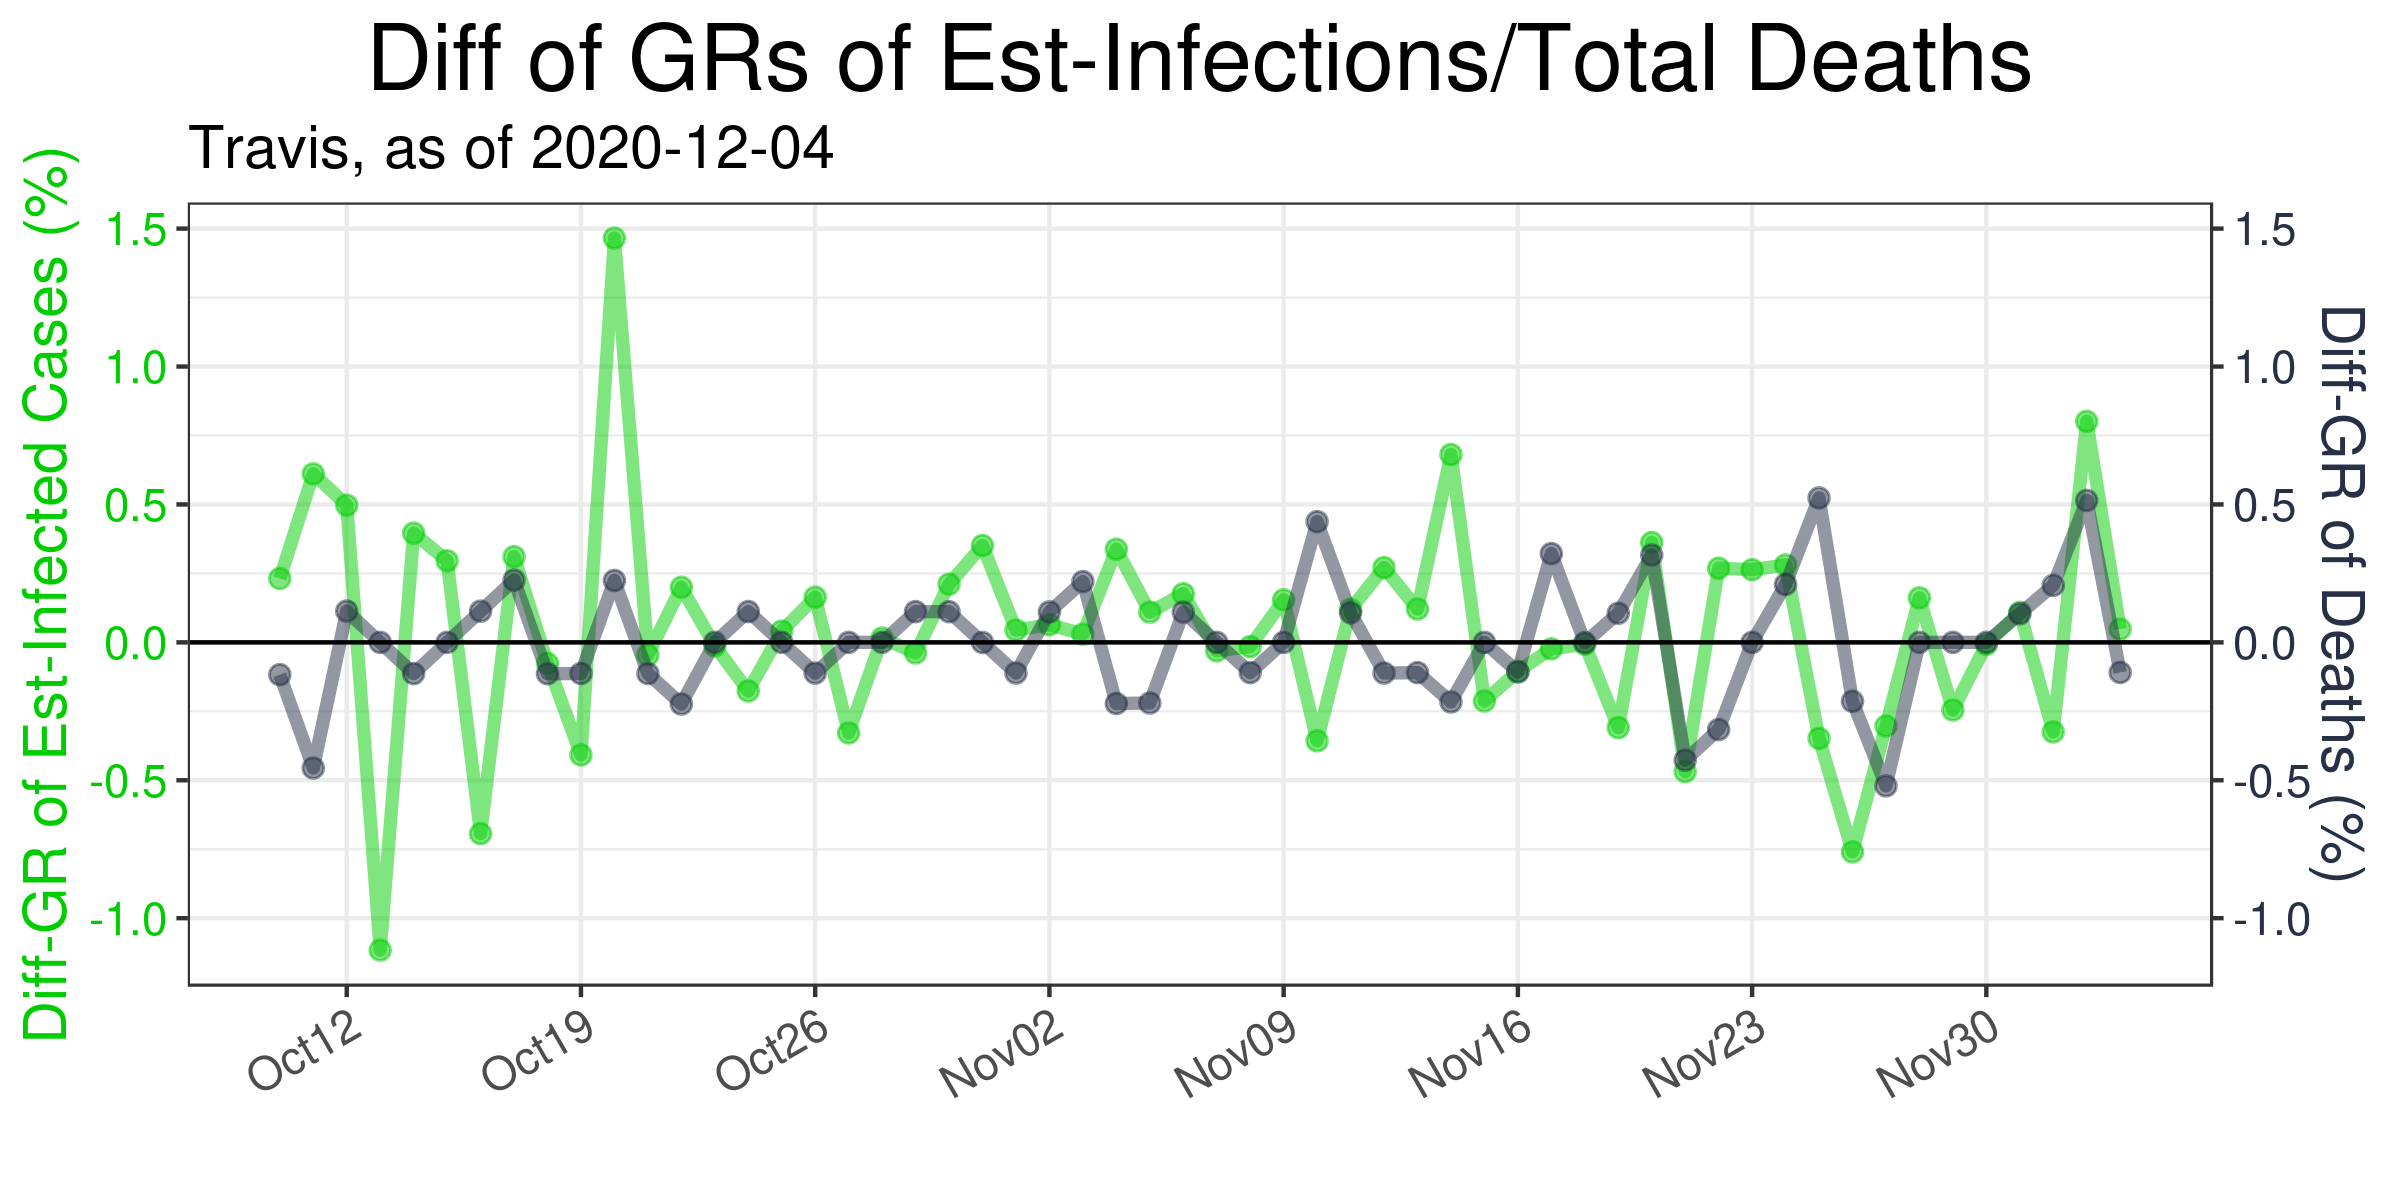 Diff of GRs of Est-Infections/Total Deaths
Travis, as of 2020-12-04
Diff-GR of Est-Infected Cases (%)
1.5
1.0
0.5
0.0
-0.5
-1.0
1.5
1.0
0.5
0.0
-0.5
-1.0
Diff-GR of Deaths (%)
Oct12
Oct19
Oct26
Nov02
Nov09
Nov16
Nov23
Nov30